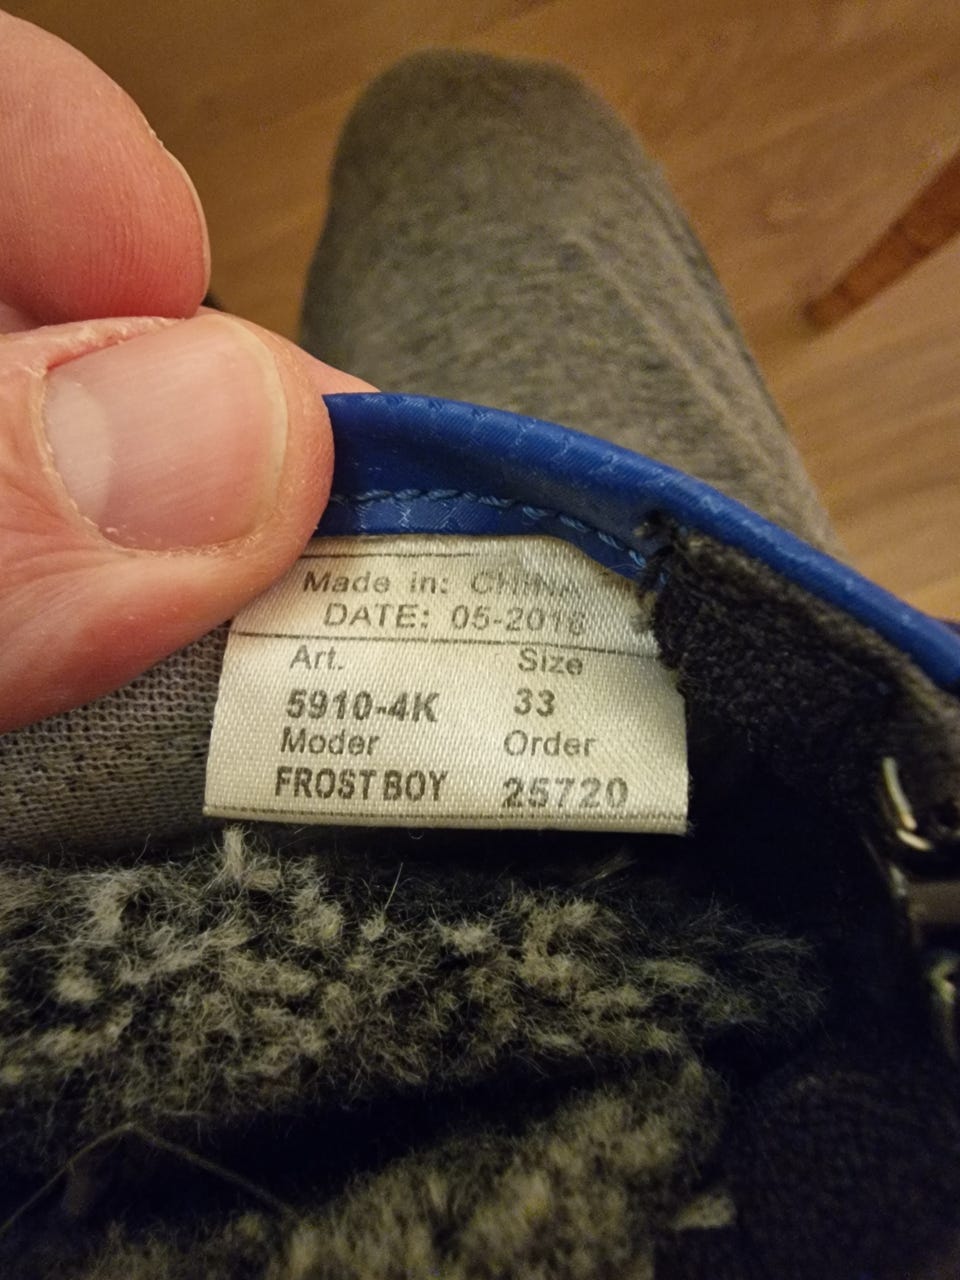 Made in: CHINA
DATE: 05-2018
Art. Size
5910-4K 33
Moder Order
FROST BOY 25720